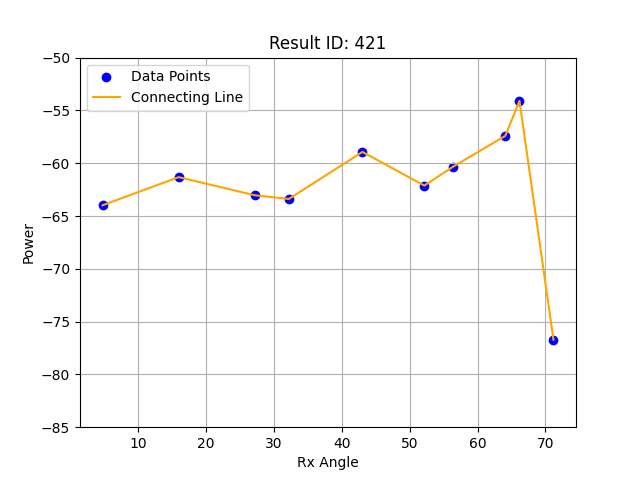 Result ID: 421
Data Points
Connecting Line
Power
−50
−55
−60
−65
−70
−75
−80
−85
10 20 30 40 50 60 70
Rx Angle